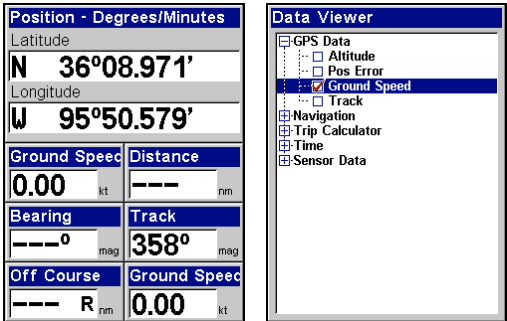 Position - Degrees/Minutes
Latitude
N 36º08.971’
Longitude
W 95º50.579’
Ground Speed
0.00 kt
Distance
--- nm
Bearing
---º mag
Track
358º mag
Off Course
--- R nm
Ground Speed
0.00 kt
Data Viewer
GPS Data
Altitude
Pos Error
Ground Speed
Track
Navigation
Trip Calculator
Time
Sensor Data